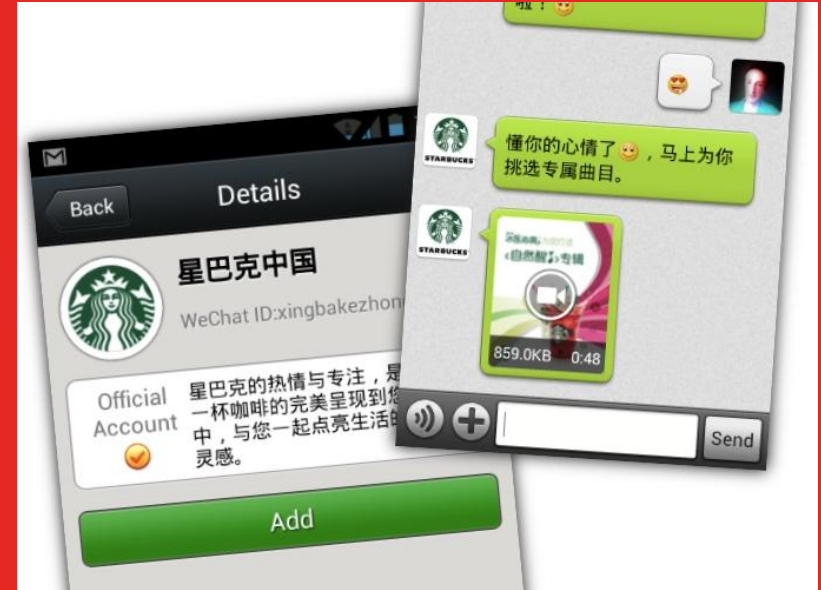 Back
Details
星巴克中国
WeChat ID:xingbakezhon
Official
Account
星巴克的热情与专注，是
一杯咖啡的完美呈现到您
中，与您一起点亮生活的
灵感。
Add
啦！
STARBUCKS
懂你的心情了，马上为你
挑选专属曲目。
STARBUCKS
《自然醒》专辑
859.0KB 0:48
Send